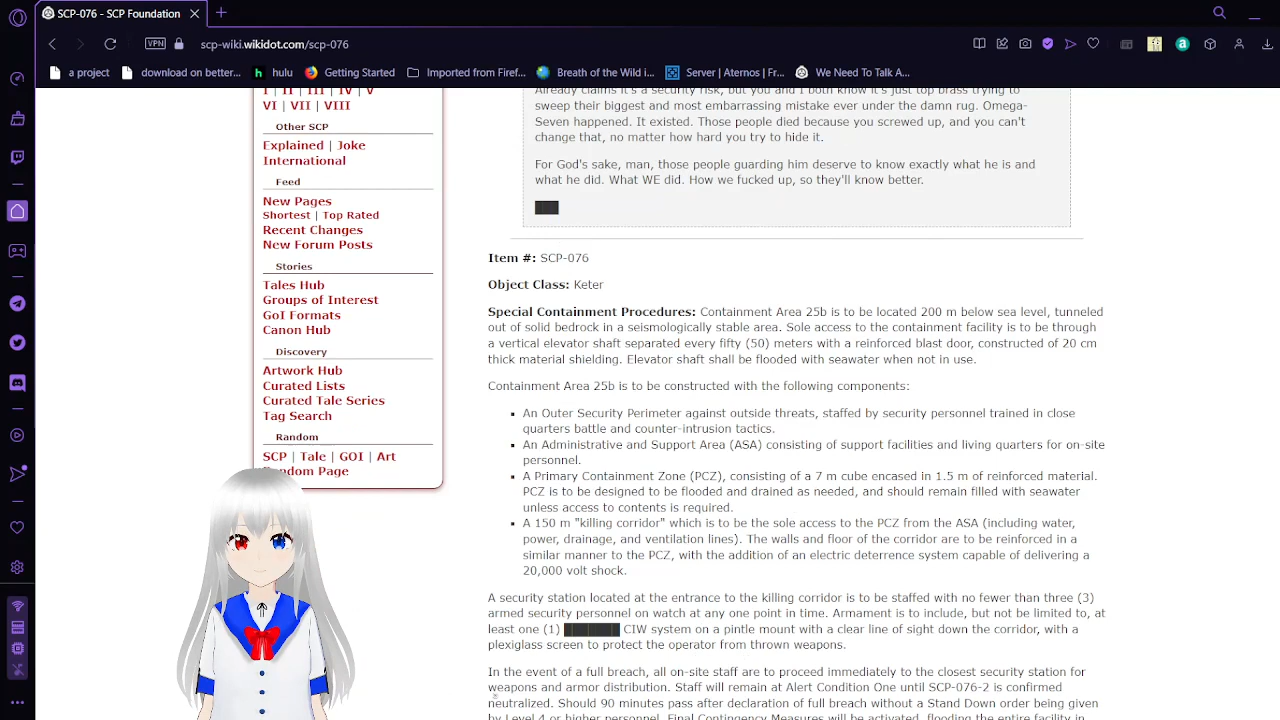 SCP-076 - SCP Foundation
VPN
scp-wiki.wikidot.com/scp-076
a project
download on better...
hulu
Getting Started
Imported from Firef...
Breath of the Wild i...
Server | Aternos | Fr...
We Need To Talk A...
I | II | III | IV | V
VI | VII | VIII
Other SCP
Explained | Joke
International
Feed
New Pages
Shortest | Top Rated
Recent Changes
New Forum Posts
Stories
Tales Hub
Groups of Interest
GoI Formats
Canon Hub
Discovery
Artwork Hub
Curated Lists
Curated Tale Series
Tag Search
Random
SCP | Tale | GOI | Art
Page
Already claims it's a security risk, but you and I both know it's just top brass trying to
sweep their biggest and most embarrassing mistake ever under the damn rug. Omega-
Seven happened. It existed. Those people died because you screwed up, and you can't
change that, no matter how hard you try to hide it.
For God's sake, man, those people guarding him deserve to know exactly what he is and
what he did. What WE did. How we fucked up, so they'll know better.
Item #: SCP-076
Object Class: Keter
Special Containment Procedures: Containment Area 25b is to be located 200 m below sea level, tunneled
out of solid bedrock in a seismologically stable area. Sole access to the containment facility is to be through
a vertical elevator shaft separated every fifty (50) meters with a reinforced blast door, constructed of 20 cm
thick material shielding. Elevator shaft shall be flooded with seawater when not in use.
Containment Area 25b is to be constructed with the following components:
An Outer Security Perimeter against outside threats, staffed by security personnel trained in close
quarters battle and counter-intrusion tactics.
An Administrative and Support Area (ASA) consisting of support facilities and living quarters for on-site
personnel.
A Primary Containment Zone (PCZ), consisting of a 7 m cube encased in 1.5 m of reinforced material.
PCZ is to be designed to be flooded and drained as needed, and should remain filled with seawater
unless access to contents is required.
A 150 m "killing corridor" which is to be the sole access to the PCZ from the ASA (including water,
power, drainage, and ventilation lines). The walls and floor of the corridor are to be reinforced in a
similar manner to the PCZ, with the addition of an electric deterrence system capable of delivering a
20,000 volt shock.
A security station located at the entrance to the killing corridor is to be staffed with no fewer than three (3)
armed security personnel on watch at any one point in time. Armament is to include, but not be limited to, at
least one (1) ███████ CIW system on a pintle mount with a clear line of sight down the corridor, with a
plexiglass screen to protect the operator from thrown weapons.
In the event of a full breach, all on-site staff are to proceed immediately to the closest security station for
weapons and armor distribution. Staff will remain at Alert Condition One until SCP-076-2 is confirmed
neutralized. Should 90 minutes pass after declaration of full breach without a Stand Down order being given
by Level 4 or higher personnel, Final Contingency Measures will be activated, flooding the entire facility in